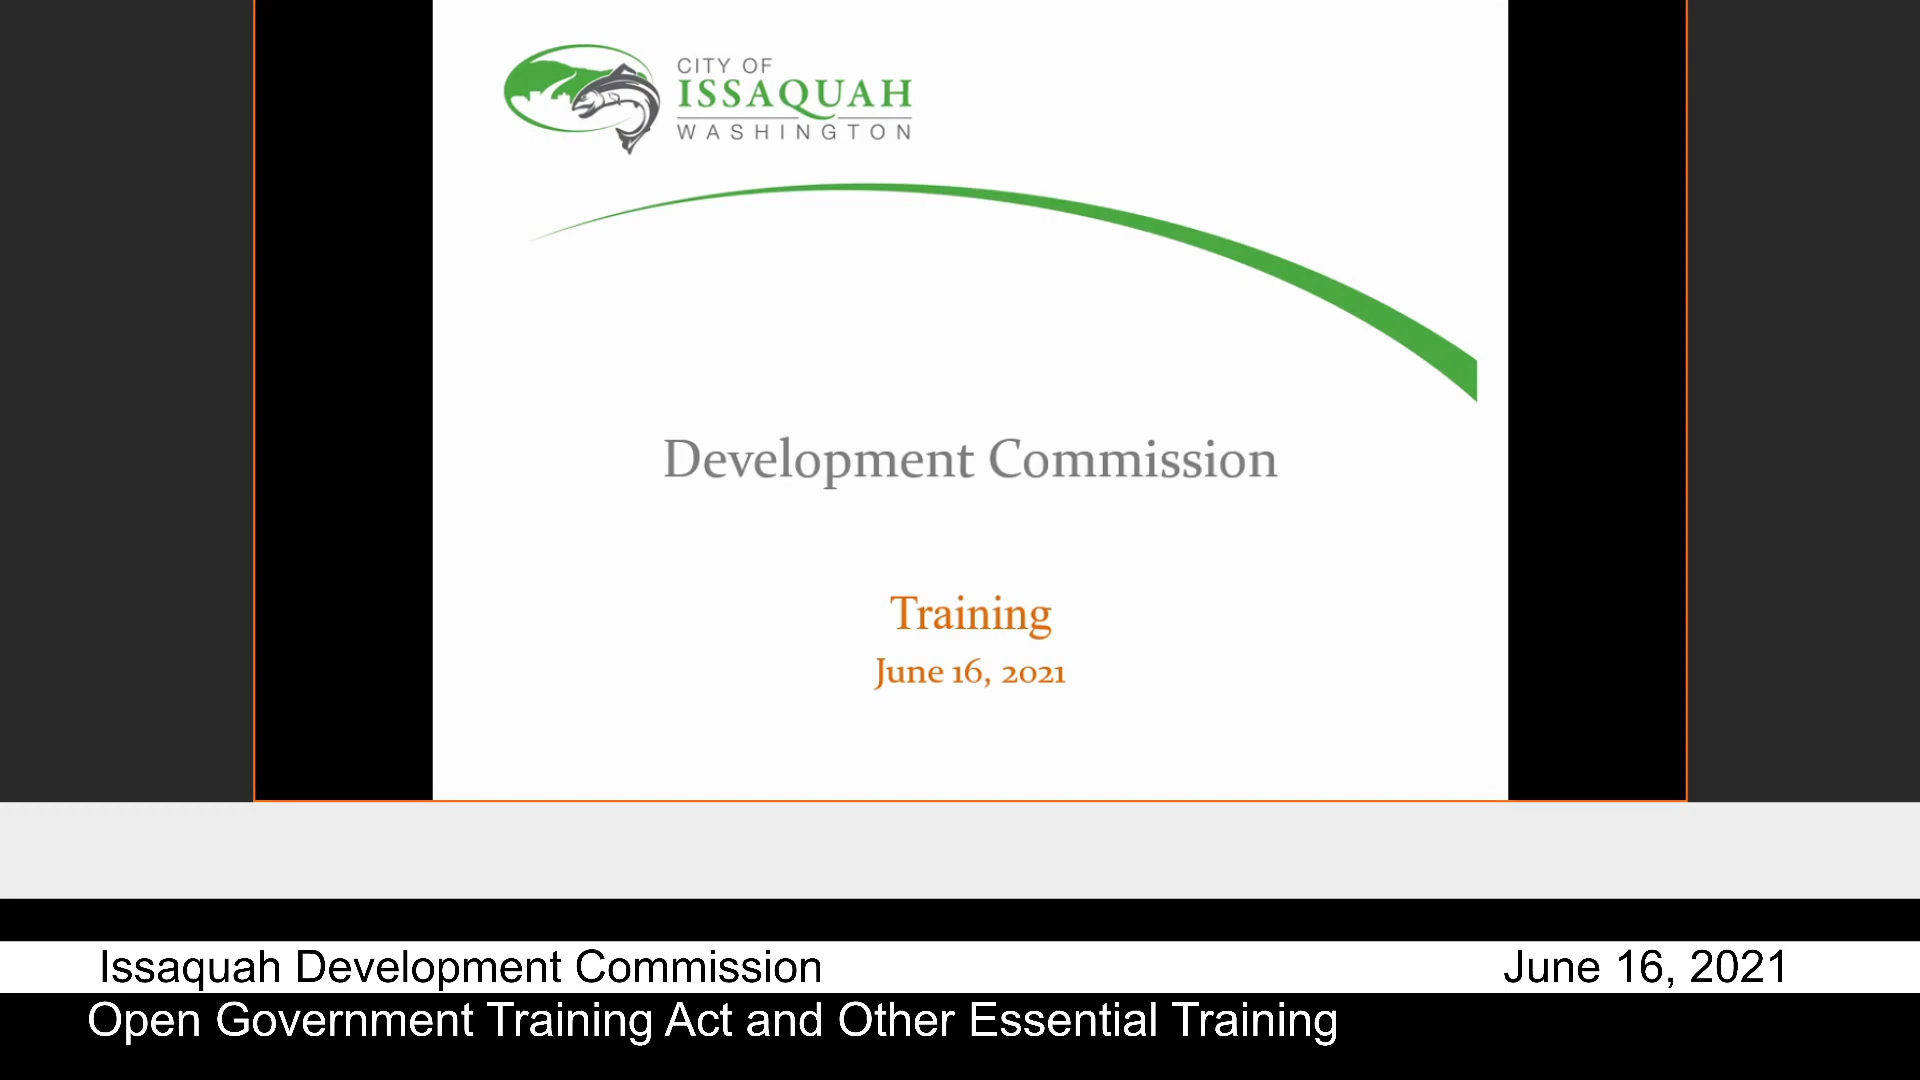 CITY OF
ISSAQUAH
WASHINGTON
Development Commission
Training
June 16, 2021
Issaquah Development Commission June 16, 2021
Open Government Training Act and Other Essential Training